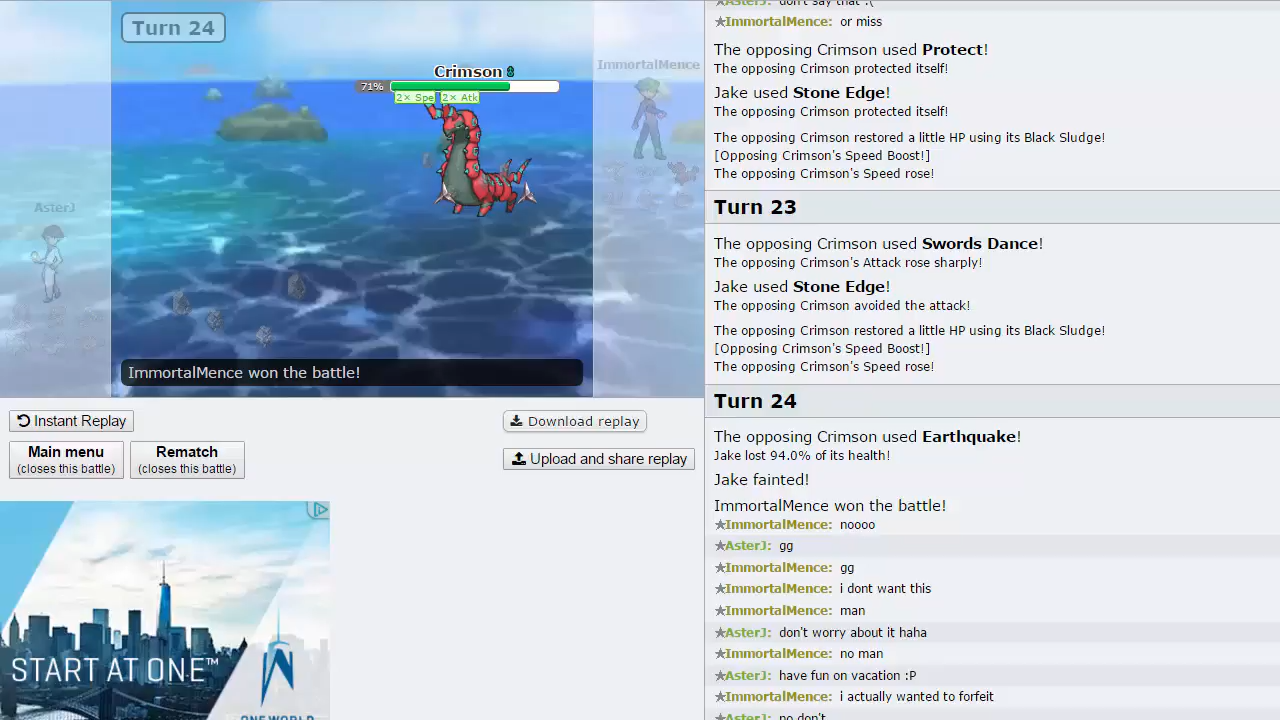 Turn 24
ImmortalMence
Crimson
71%
2× Spe 2× Atk
AsterJ
ImmortalMence won the battle!
Instant Replay
Download replay
Main menu
(closes this battle)
Rematch
(closes this battle)
Upload and share replay
START AT ONE™
ONEWORLD
AsterJ: don't say that :(
☆ImmortalMence: or miss
The opposing Crimson used Protect!
The opposing Crimson protected itself!
Jake used Stone Edge!
The opposing Crimson protected itself!
The opposing Crimson restored a little HP using its Black Sludge!
[Opposing Crimson's Speed Boost!]
The opposing Crimson's Speed rose!
Turn 23
The opposing Crimson used Swords Dance!
The opposing Crimson's Attack rose sharply!
Jake used Stone Edge!
The opposing Crimson avoided the attack!
The opposing Crimson restored a little HP using its Black Sludge!
[Opposing Crimson's Speed Boost!]
The opposing Crimson's Speed rose!
Turn 24
The opposing Crimson used Earthquake!
Jake lost 94.0% of its health!
Jake fainted!
ImmortalMence won the battle!
☆ImmortalMence: noooo
☆AsterJ: gg
☆ImmortalMence: gg
☆ImmortalMence: i dont want this
☆ImmortalMence: man
☆AsterJ: don't worry about it haha
☆ImmortalMence: no man
☆AsterJ: have fun on vacation :P
☆ImmortalMence: i actually wanted to forfeit
☆AsterJ: no don't